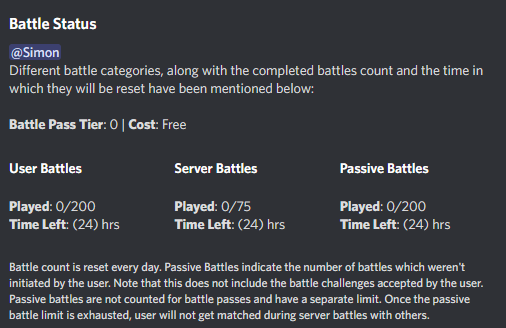 Battle Status
@Simon
Different battle categories, along with the completed battles count and the time in
which they will be reset have been mentioned below:
Battle Pass Tier: 0 | Cost: Free
User Battles
Played: 0/200
Time Left: (24) hrs
Server Battles
Played: 0/75
Time Left: (24) hrs
Passive Battles
Played: 0/200
Time Left: (24) hrs
Battle count is reset every day. Passive Battles indicate the number of battles which weren't
initiated by the user. Note that this does not include the battle challenges accepted by the user.
Passive battles are not counted for battle passes and have a separate limit. Once the passive
battle limit is exhausted, user will not get matched during server battles with others.